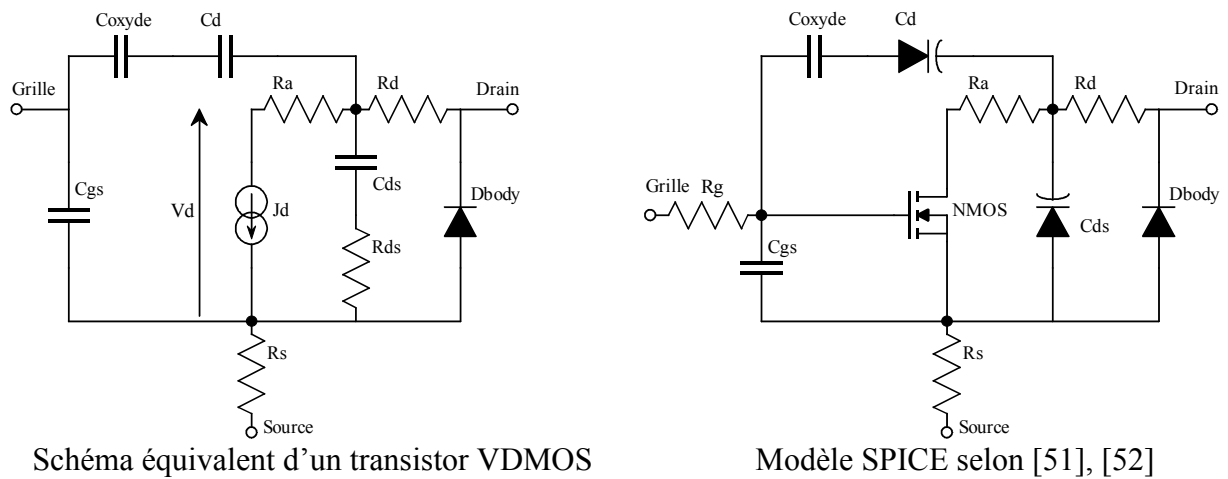 Coxyde
Cd
Grille
Ra
Rd
Drain
Cgs
Vd
Jd
Cds
Dbody
Rds
Rs
Source
Schéma équivalent d’un transistor VDMOS
Coxyde
Cd
Ra
Rd
Drain
Grille
Rg
NMOS
Dbody
Cds
Cgs
Rs
Source
Modèle SPICE selon [51], [52]